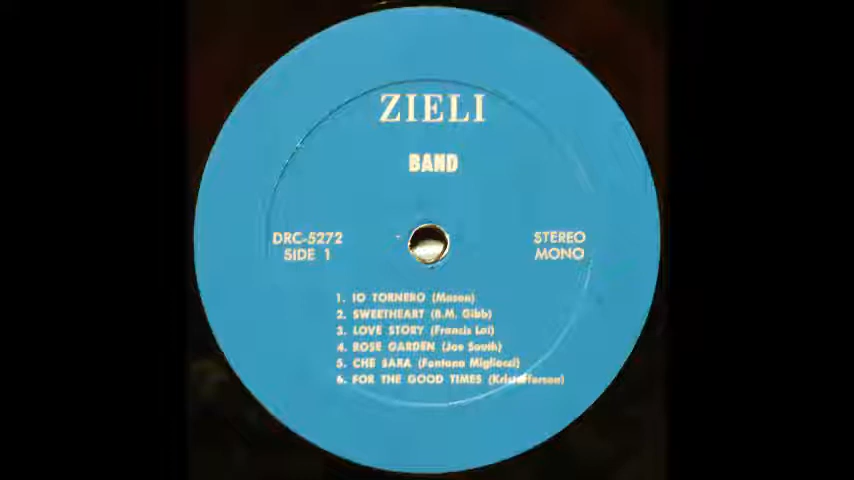 ZIELI
BAND
DRC-5272
SIDE 1
STEREO
MONO
1. IO TORNERO (Mason)
2. SWEETHEART (B.M. Gibb)
3. LOVE STORY (Francis Lai)
4. ROSE GARDEN (Joe South)
5. CHE SARA (Fontana Migliacci)
6. FOR THE GOOD TIMES (Kristofferson)